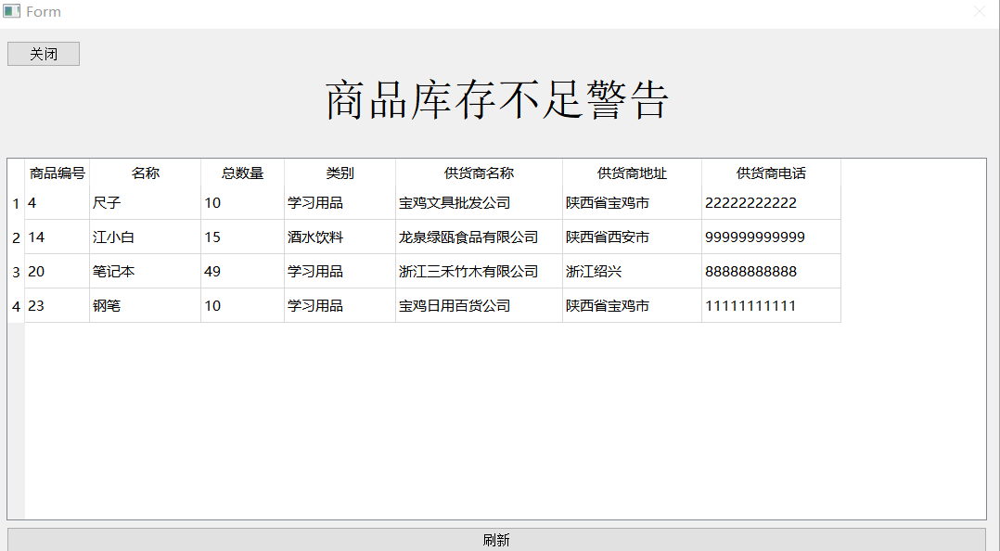 Form
关闭
商品库存不足警告
商品编号 名称 总数量 类别 供货商名称 供货商地址 供货商电话
1 4 尺子 10 学习用品 宝鸡文具批发公司 陕西省宝鸡市 22222222222
2 14 江小白 15 酒水饮料 龙泉绿瓯食品有限公司 陕西省西安市 999999999999
3 20 笔记本 49 学习用品 浙江三禾竹木有限公司 浙江绍兴 88888888888
4 23 钢笔 10 学习用品 宝鸡日用百货公司 陕西省宝鸡市 11111111111
刷新